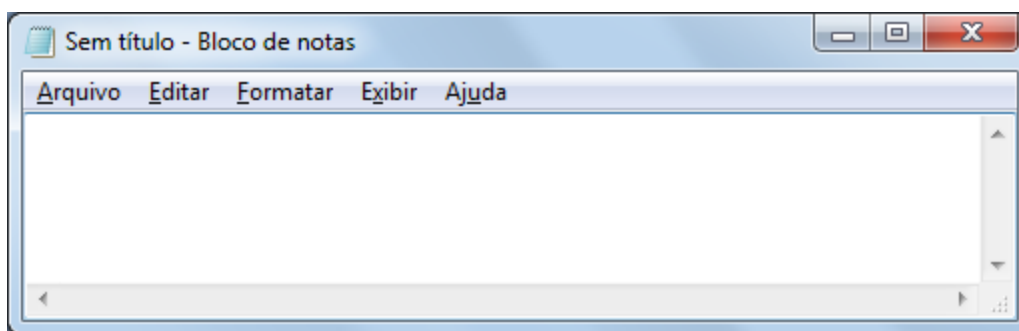 Sem título - Bloco de notas
Arquivo Editar Formatar Exibir Ajuda